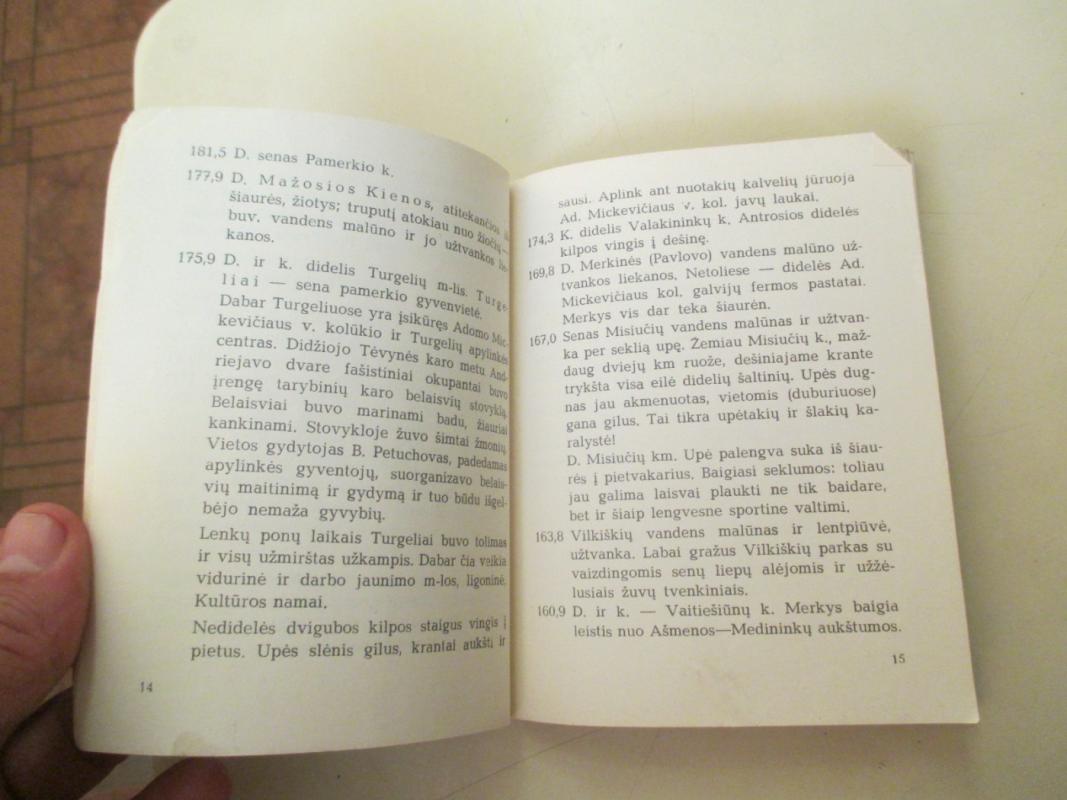 181,5 D. senas Pamerkio k.
177,9 D. Mažosios Kienos, atitekančios iš
šiaurės, žiotys; truputį atokiau nuo žiočių —
buv. vandens malūno ir jo užtvankos lie-
kanos.
175,9 D. ir k. didelis Turgelių m-lis. Turge-
liai — sena pamerkio gyvenvietė.
Dabar Turgeliuose yra įsikūręs Adomo Mic-
kevičiaus v. kolūkio ir Turgelių apylinkės
centras. Didžiojo Tėvynės karo metu And-
riejavo dvare fašistiniai okupantai buvo
įrengę tarybinių karo belaisvių stovyklą.
Belaisviai buvo marinami badu, žiauriai
kankinami. Stovykloje žuvo šimtai žmonių.
Vietos gydytojas B. Petuchovas, padedamas
apylinkės gyventojų, suorganizavo belais-
vių maitinimą ir gydymą ir tuo būdu išgel-
bėjo nemaža gyvybių.
Lenkų ponų laikais Turgeliai buvo tolimas
ir visų užmirštas užkampis. Dabar čia veikia
vidurinė ir darbo jaunimo m-los, ligoninė,
Kultūros namai.
Nedidelės dvigubos kilpos staigus vingis į
pietus. Upės slėnis gilus, krantai aukšti ir
14
sausi. Aplink ant nuotakių kalvelių jūruoja
Ad. Mickevičiaus v. kol. javų laukai.
174,3 K. didelis Valakininkų k. Antrosios didelės
kilpos vingis į dešinę.
169,8 D. Merkinės (Pavlovo) vandens malūno už-
tvankos liekanos. Netoliese — didelės Ad.
Mickevičiaus kol. galvijų fermos pastatai.
Merkys vis dar teka šiaurėn.
167,0 Senas Misiučių vandens malūnas ir užtvan-
ka per seklią upę. Žemiau Misiučių k., maž-
daug dviejų km ruože, dešiniajame krante
trykšta visa eilė didelių šaltinių. Upės dug-
nas jau akmenuotas, vietomis (duburiuose)
gana gilus. Tai tikra upėtakių ir šlakių ka-
ralystė!
D. Misiučių km. Upė palengva suka iš šiau-
rės į pietvakarius. Baigiasi seklumos: toliau
jau galima laisvai plaukti ne tik baidare,
bet ir šiaip lengvesne sportine valtimi.
163,8 Vilkiškių vandens malūnas ir lentpiūvė,
užtvanka. Labai gražus Vilkiškių parkas su
vaizdingomis senų liepų alėjomis ir užžė-
lusiais žuvų tvenkiniais.
160,9 D. ir k. — Vaitiešiūnų k. Merkys baigia
leistis nuo Ašmenos—Medininkų aukštumos.
15